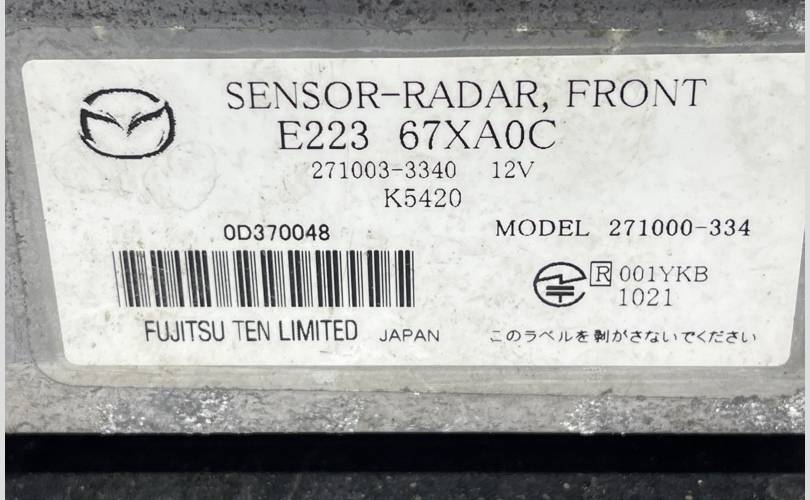 SENSOR-RADAR, FRONT
E223 67XA0C
271003-3340 12V
K5420
0D370048
MODEL 271000-334
R 001YKB
1021
FUJITSU TEN LIMITED JAPAN
このラベルを剥がさないでください